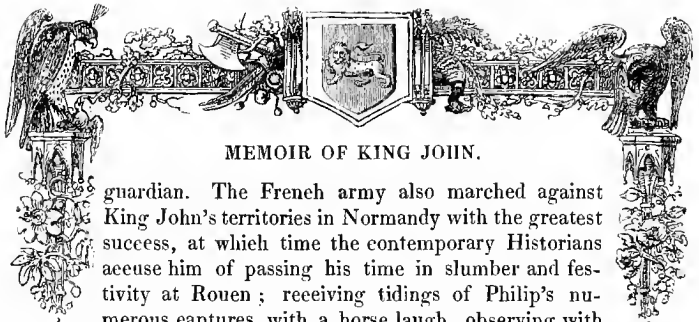 MEMOIR OF KING JOHN.
guardian. The French army also marched against
King John's territories in Normandy with the greatest
success, at which time the contemporary Historians
accuse him of passing his time in slumber and fes-
tivity at Rouen ; receiving tidings of Philip's nu-
merous captures with a horse laugh, observing with